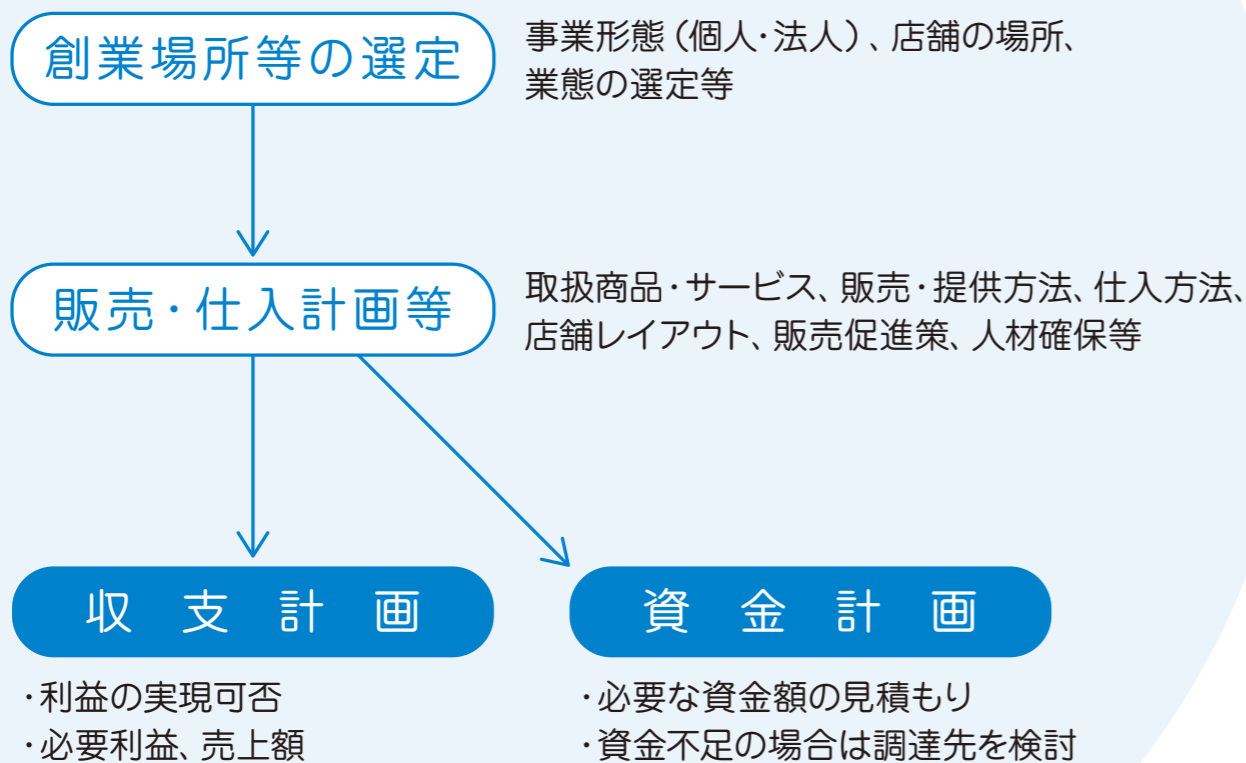 創業場所等の選定
事業形態（個人・法人）、店舗の場所、
業態の選定等
販売・仕入計画等
取扱商品・サービス、販売・提供方法、仕入方法、
店舗レイアウト、販売促進策、人材確保等
収支計画
・利益の実現可否
・必要利益、売上額
資金計画
・必要な資金額の見積もり
・資金不足の場合は調達先を検討